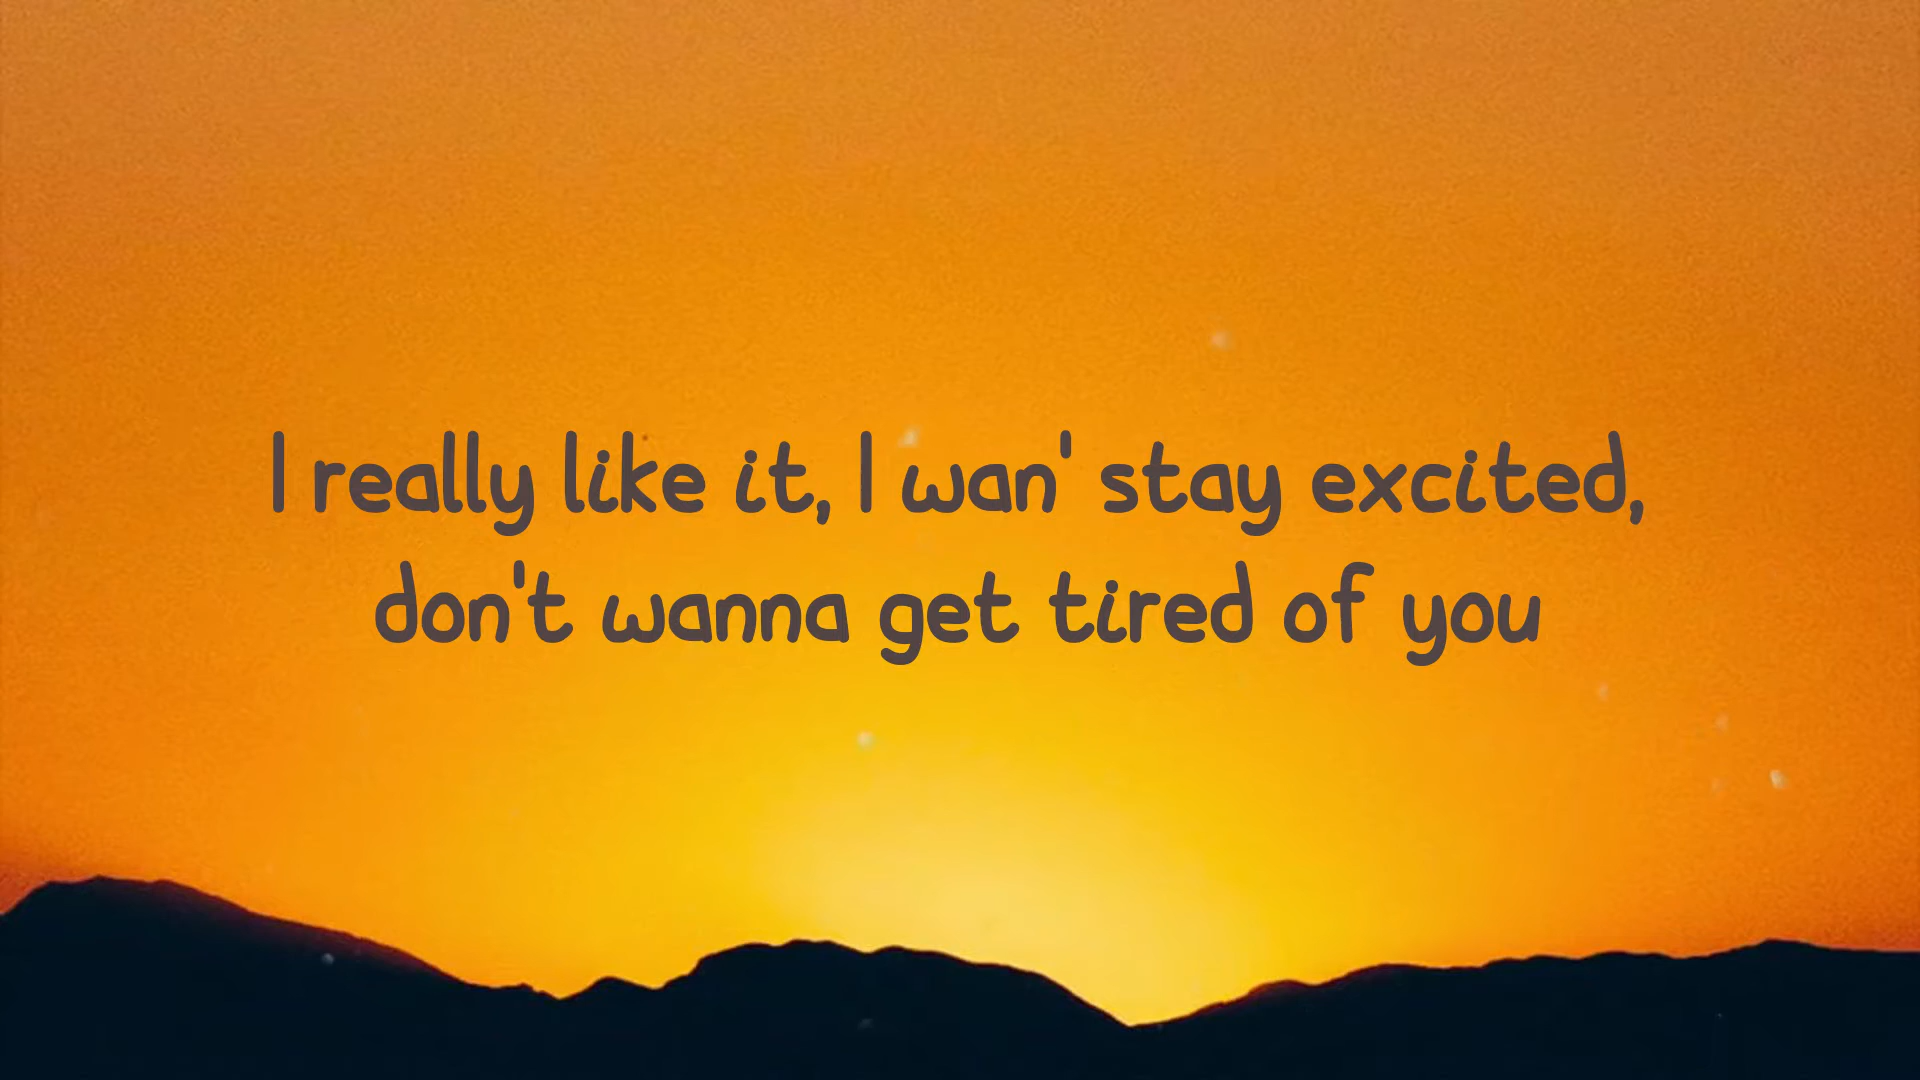 I really like it, I wan' stay excited,
don't wanna get tired of you